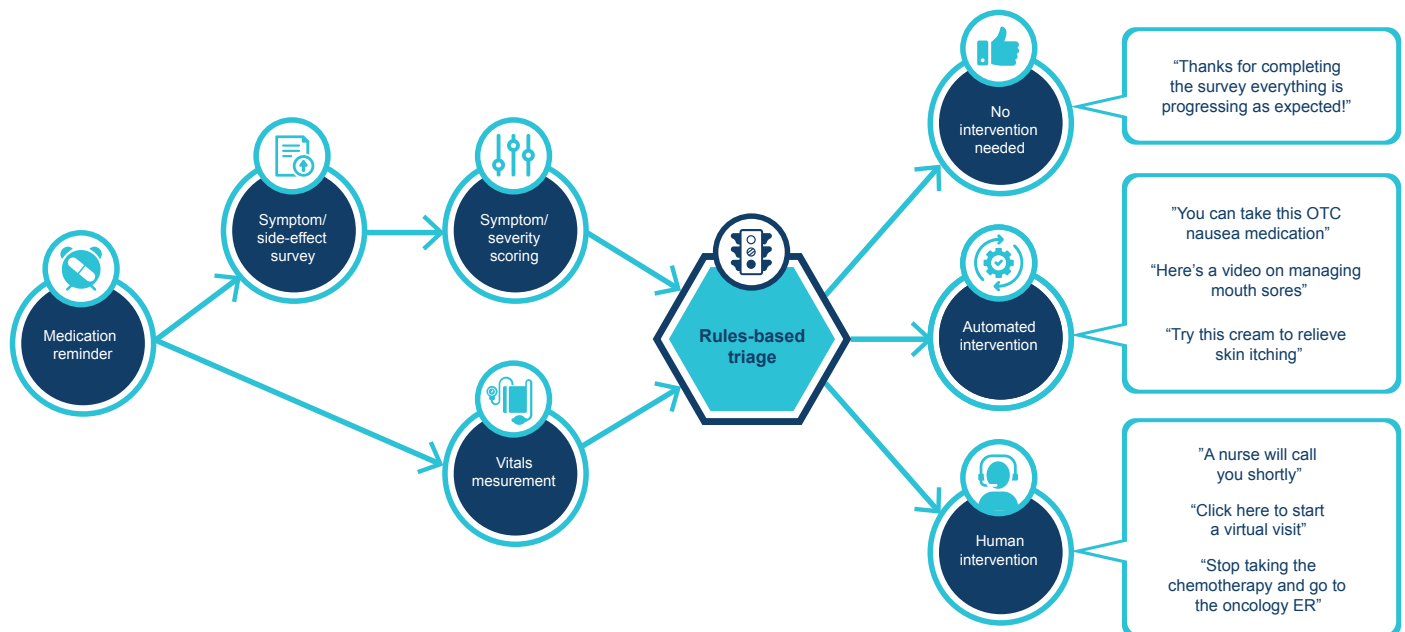 Medication
reminder
Symptom/
side-effect
survey
Symptom/
severity
scoring
Vitals
mesurement
Rules-based
triage
No
intervention
needed
“Thanks for completing
the survey everything is
progressing as expected!”
Automated
intervention
”You can take this OTC
nausea medication”
“Here’s a video on managing
mouth sores”
“Try this cream to relieve
skin itching”
Human
intervention
”A nurse will call
you shortly”
“Click here to start
a virtual visit”
“Stop taking the
chemotherapy and go to
the oncology ER”